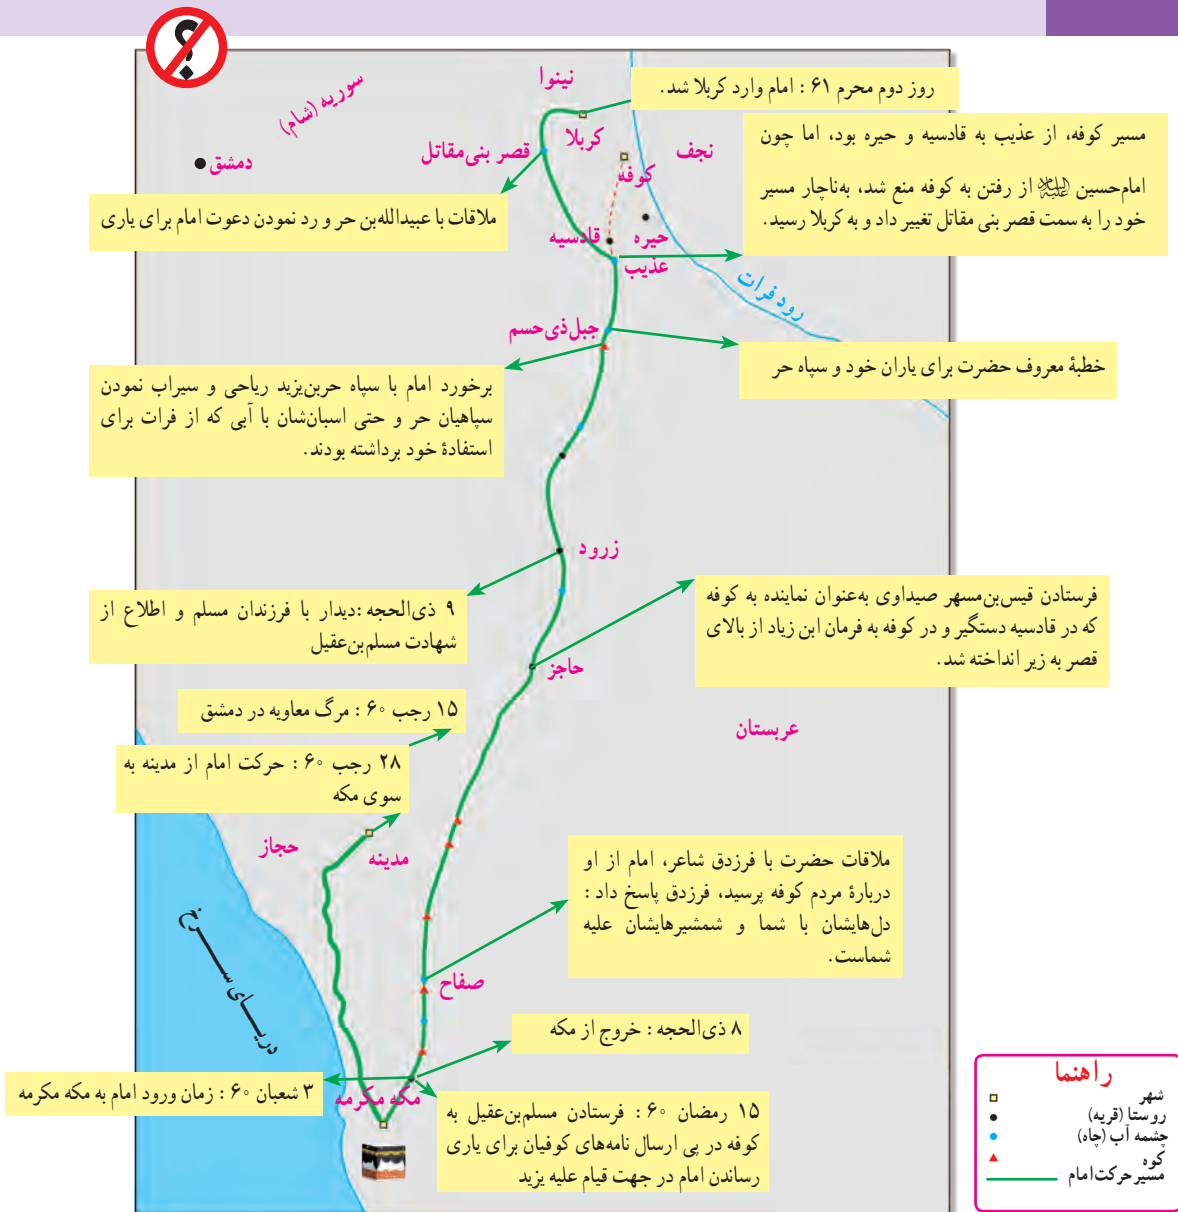 نینوا
سوریه (شام)
دمشق
روز دوم محرم ۶۱ : امام وارد کربلا شد.
کربلا
قصر بنی‌مقاتل
نجف
کوفه
مسیر کوفه، از عذیب به قادسیه و حیره بود، اما چون
امام‌حسین علیه‌السلام از رفتن به کوفه منع شد، به‌ناچار مسیر
خود را به سمت قصر بنی مقاتل تغییر داد و به کربلا رسید.
ملاقات با عبیدالله‌بن حر و رد نمودن دعوت امام برای یاری
قادسیه
حیره
عذیب
رود فرات
جبل‌ذی‌حسم
خطبهٔ معروف حضرت برای یاران خود و سپاه حر
برخورد امام با سپاه حربن‌یزید ریاحی و سیراب نمودن
سپاهیان حر و حتی اسبان‌شان با آبی که از فرات برای
استفادهٔ خود برداشته بودند.
زرود
۹ ذی‌الحجه :دیدار با فرزندان مسلم و اطلاع از
شهادت مسلم‌بن‌عقیل
فرستادن قیس‌بن‌مسهر صیداوی به‌عنوان نماینده به کوفه
که در قادسیه دستگیر و در کوفه به فرمان ابن زیاد از بالای
قصر به زیر انداخته شد.
حاجز
۱۵ رجب ۶۰ : مرگ معاویه در دمشق
عربستان
۲۸ رجب ۶۰ : حرکت امام از مدینه به
سوی مکه
حجاز
مدینه
ملاقات حضرت با فرزدق شاعر، امام از او
دربارهٔ مردم کوفه پرسید، فرزدق پاسخ داد :
دل‌هایشان با شما و شمشیرهایشان علیه
شماست.
دریـــای ســـرخ
صفاح
۸ ذی‌الحجه : خروج از مکه
۳ شعبان ۶۰ : زمان ورود امام به مکه مکرمه
مکه مکرمه
۱۵ رمضان ۶۰ : فرستادن مسلم‌بن‌عقیل به
کوفه در پی ارسال نامه‌های کوفیان برای یاری
رساندن امام در جهت قیام علیه یزید
راهنما
شهر
روستا (قریه)
چشمه آب (چاه)
کوه
مسیرحرکت‌امام